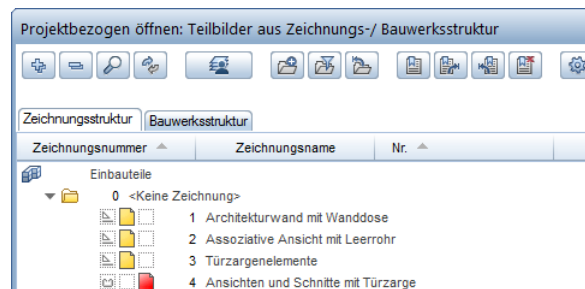 Projektbezogen öffnen: Teilbilder aus Zeichnungs-/ Bauwerksstruktur
Zeichnungsstruktur Bauwerksstruktur
Zeichnungsnummer Zeichnungsname Nr.
Einbauteile
0 <Keine Zeichnung>
1 Architekturwand mit Wanddose
2 Assoziative Ansicht mit Leerrohr
3 Türzargenelemente
4 Ansichten und Schnitte mit Türzarge